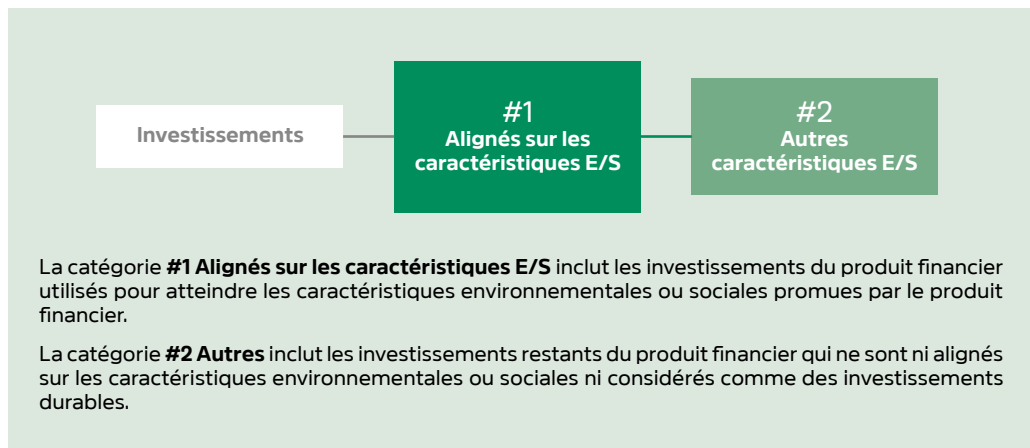 Investissements
#1
Alignés sur les
caractéristiques E/S
#2
Autres
caractéristiques E/S
La catégorie #1 Alignés sur les caractéristiques E/S inclut les investissements du produit financier
utilisés pour atteindre les caractéristiques environnementales ou sociales promues par le produit
financier.
La catégorie #2 Autres inclut les investissements restants du produit financier qui ne sont ni alignés
sur les caractéristiques environnementales ou sociales ni considérés comme des investissements
durables.